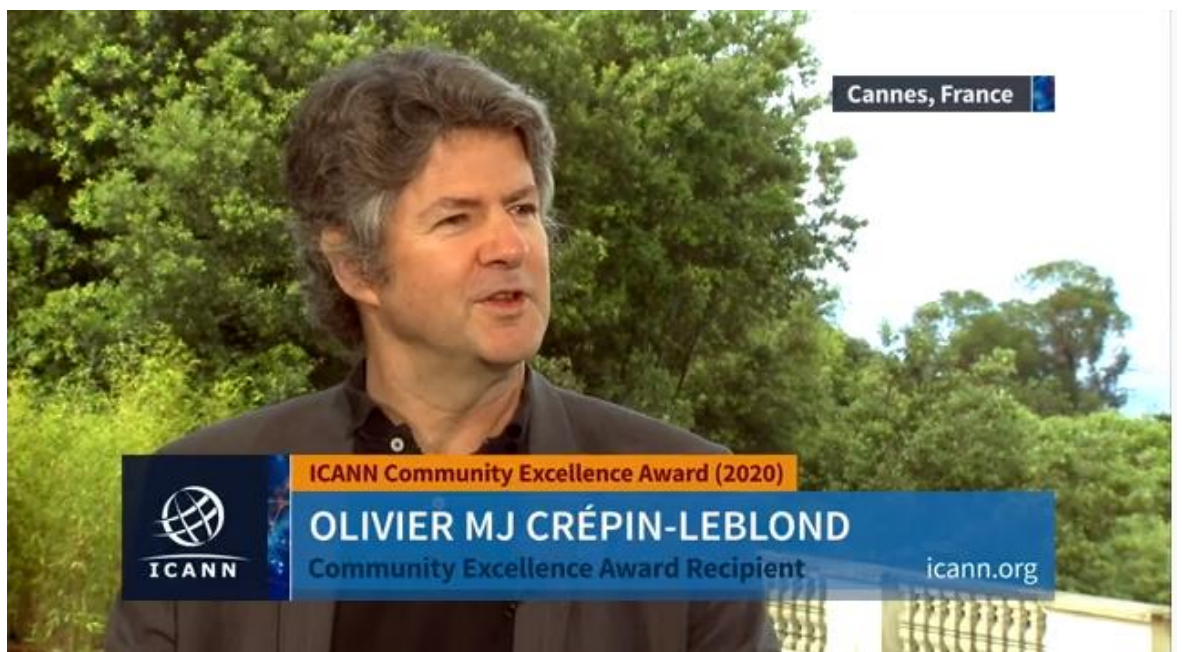 Cannes, France
ICANN Community Excellence Award (2020)
OLIVIER MJ CRÉPIN-LEBLOND
Community Excellence Award Recipient
icann.org
ICANN